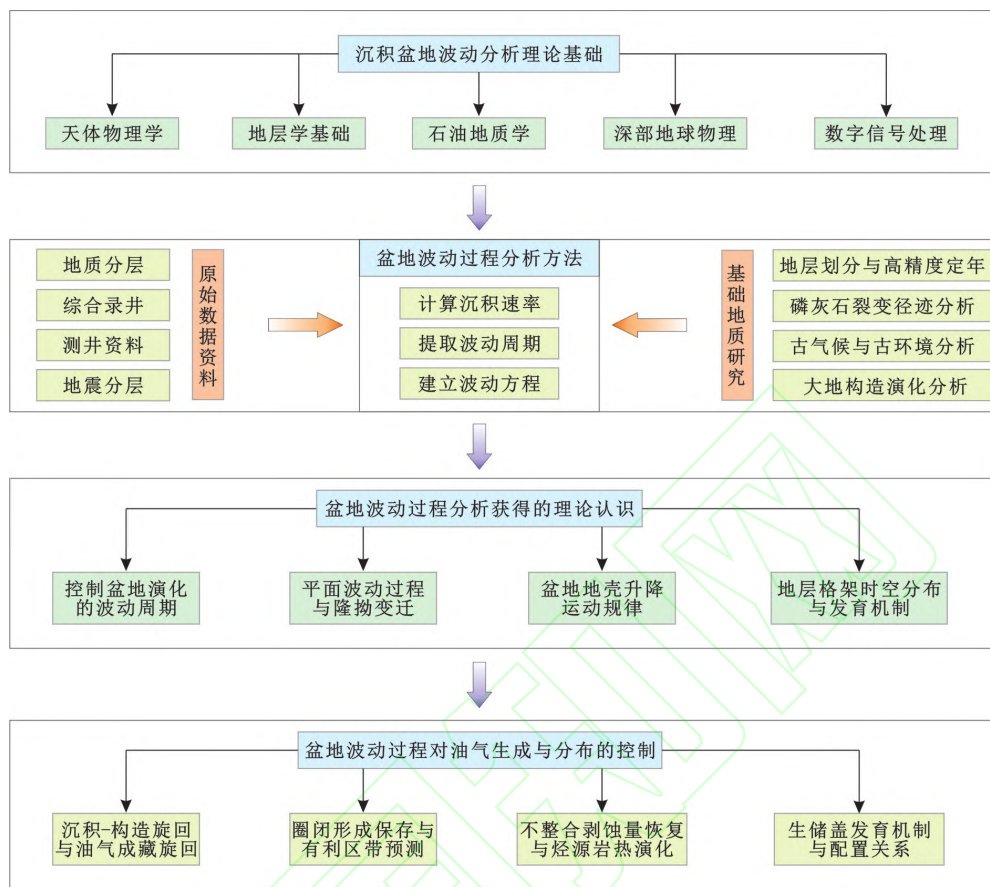 沉积盆地波动分析理论基础
天体物理学
地层学基础
石油地质学
深部地球物理
数字信号处理
地质分层
综合录井
测井资料
地震分层
原始数据资料
盆地波动过程分析方法
计算沉积速率
提取波动周期
建立波动方程
基础地质研究
地层划分与高精度定年
磷灰石裂变径迹分析
古气候与古环境分析
大地构造演化分析
盆地波动过程分析获得的理论认识
控制盆地演化
的波动周期
平面波动过程
与隆拗变迁
盆地地壳升降
运动规律
地层格架时空分布
与发育机制
盆地波动过程对油气生成与分布的控制
沉积-构造旋回
与油气成藏旋回
圈闭形成保存与
有利区带预测
不整合剥蚀量恢复
与烃源岩热演化
生储盖发育机制
与配置关系